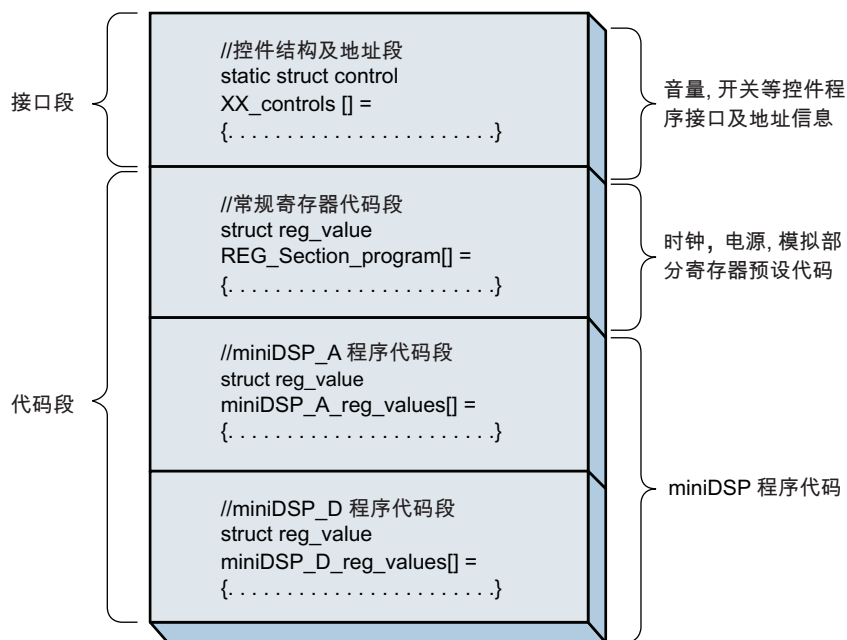 接口段
//控件结构及地址段
static struct control
XX_controls [] =
{. . . . . . . . . . . . . . . . . . . . . . .}
音量, 开关等控件程
序接口及地址信息
代码段
//常规寄存器代码段
struct reg_value
REG_Section_program[] =
{. . . . . . . . . . . . . . . . . . . . . . .}
时钟，电源, 模拟部
分寄存器预设代码
//miniDSP_A 程序代码段
struct reg_value
miniDSP_A_reg_values[] =
{. . . . . . . . . . . . . . . . . . . . . . .}
//miniDSP_D 程序代码段
struct reg_value
miniDSP_D_reg_values[] =
{. . . . . . . . . . . . . . . . . . . . . . .}
miniDSP 程序代码